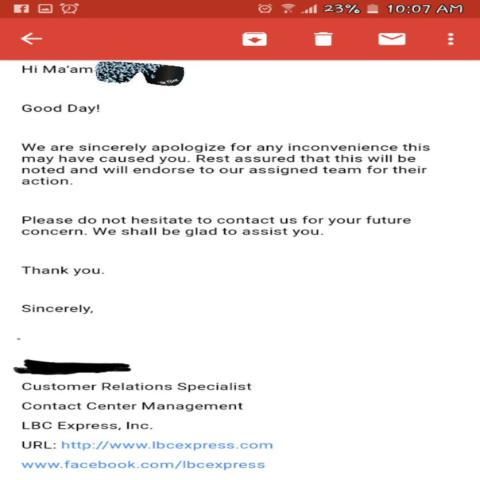 23% 10:07 AM
Hi Ma'am
Good Day!
We are sincerely apologize for any inconvenience this
may have caused you. Rest assured that this will be
noted and will endorse to our assigned team for their
action.
Please do not hesitate to contact us for your future
concern. We shall be glad to assist you.
Thank you.
Sincerely,
-
Customer Relations Specialist
Contact Center Management
LBC Express, Inc.
URL: http://www.lbcexpress.com
www.facebook.com/lbcexpress